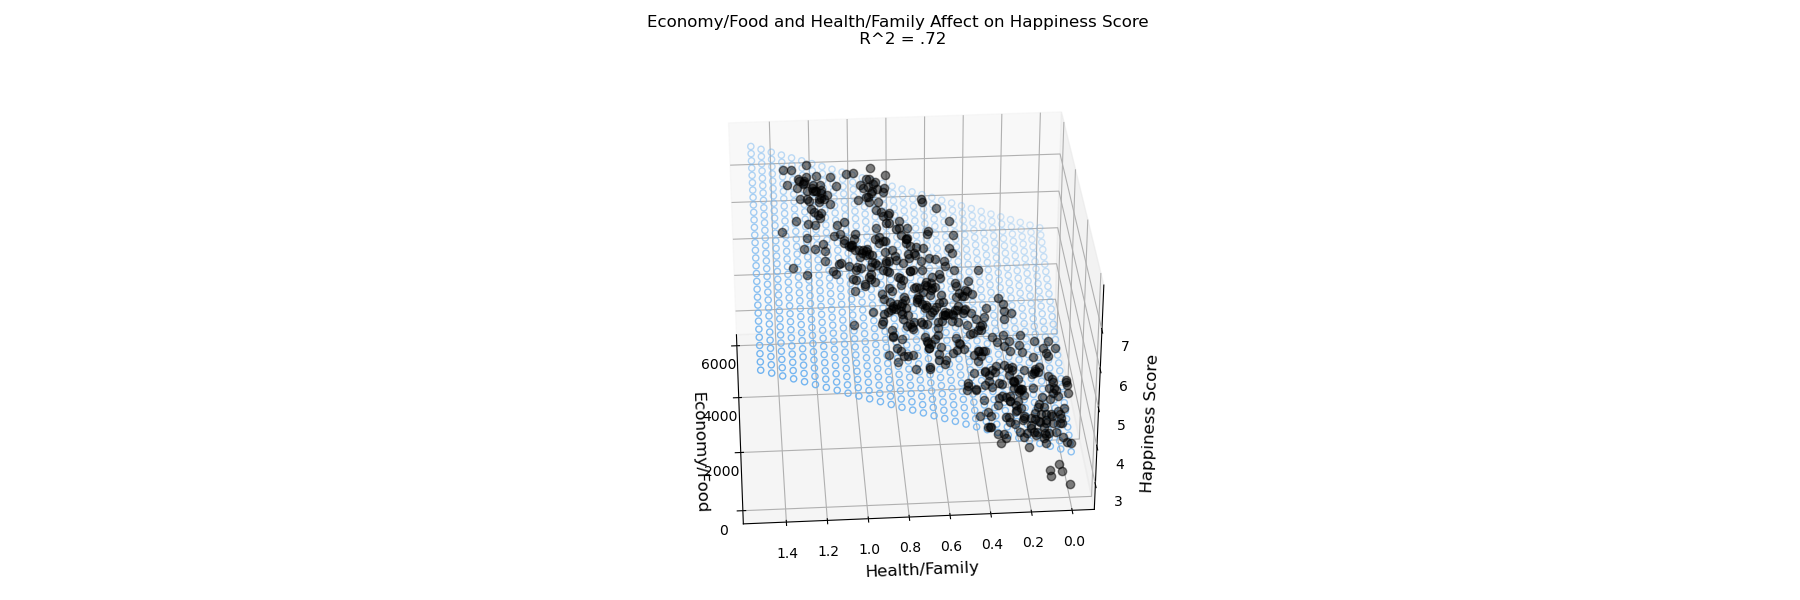 Economy/Food and Health/Family Affect on Happiness Score
R^2 = .72
6000
4000
2000
0
Economy/Food
1.4 1.2 1.0 0.8 0.6 0.4 0.2 0.0
Health/Family
7
6
5
4
3
Happiness Score